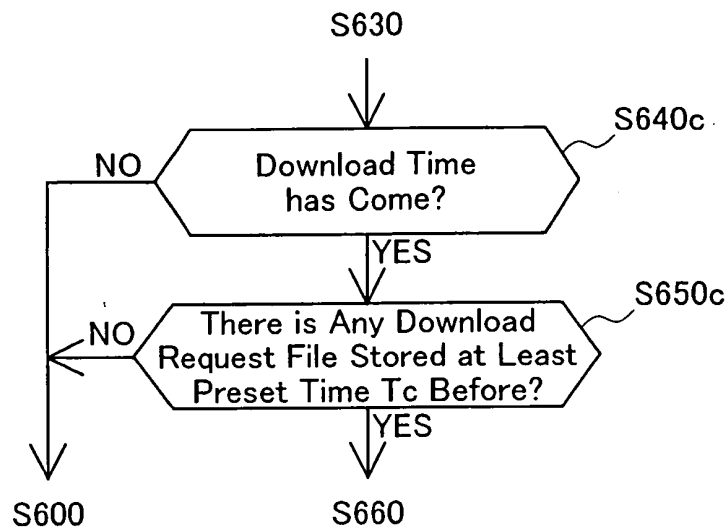 S630
S640c
NO
Download Time
has Come?
YES
S650c
NO
There is Any Download
Request File Stored at Least
Preset Time Tc Before?
YES
S600
S660